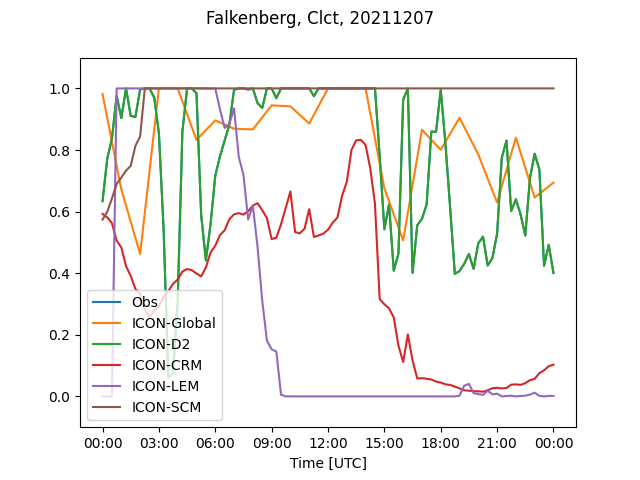 Falkenberg, Clct, 20211207
1.0
0.8
0.6
0.4
0.2
0.0
Obs
ICON-Global
ICON-D2
ICON-CRM
ICON-LEM
ICON-SCM
00:00 03:00 06:00 09:00 12:00 15:00 18:00 21:00 00:00
Time [UTC]